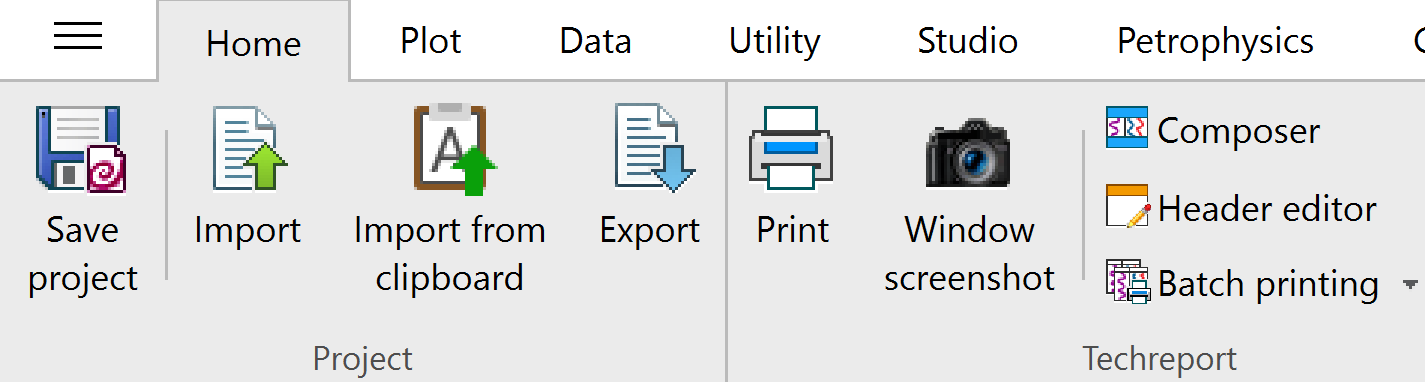 Home Plot Data Utility Studio Petrophysics
Save project
Import
Import from clipboard
Export
Print
Window screenshot
Composer
Header editor
Batch printing
Project
Techreport